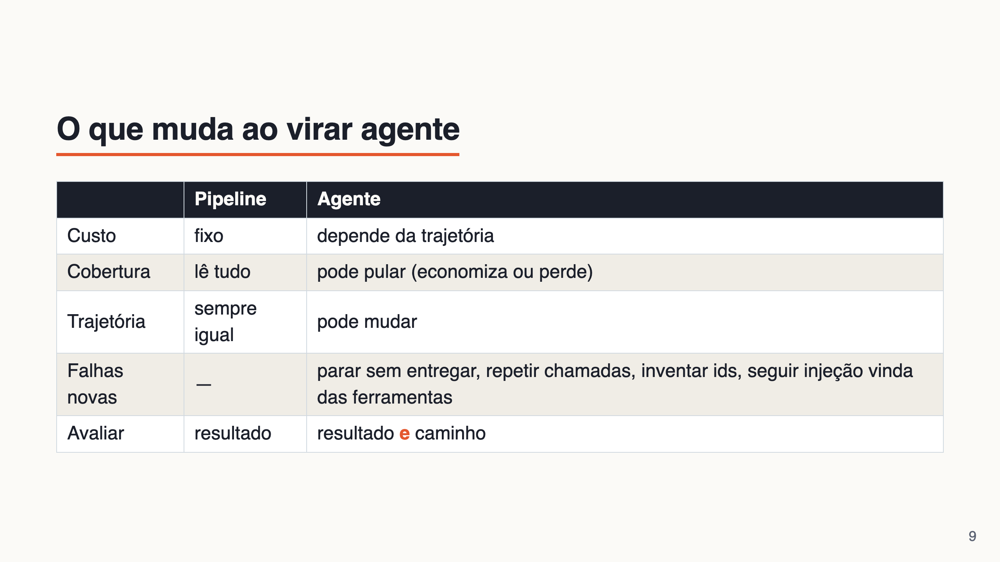 O que muda ao virar agente
Pipeline
Agente
Custo
fixo
depende da trajetória
Cobertura
lê tudo
pode pular (economiza ou perde)
Trajetória
sempre
igual
pode mudar
Falhas
novas
—
parar sem entregar, repetir chamadas, inventar ids, seguir injeção vinda
das ferramentas
Avaliar
resultado
resultado e caminho
9